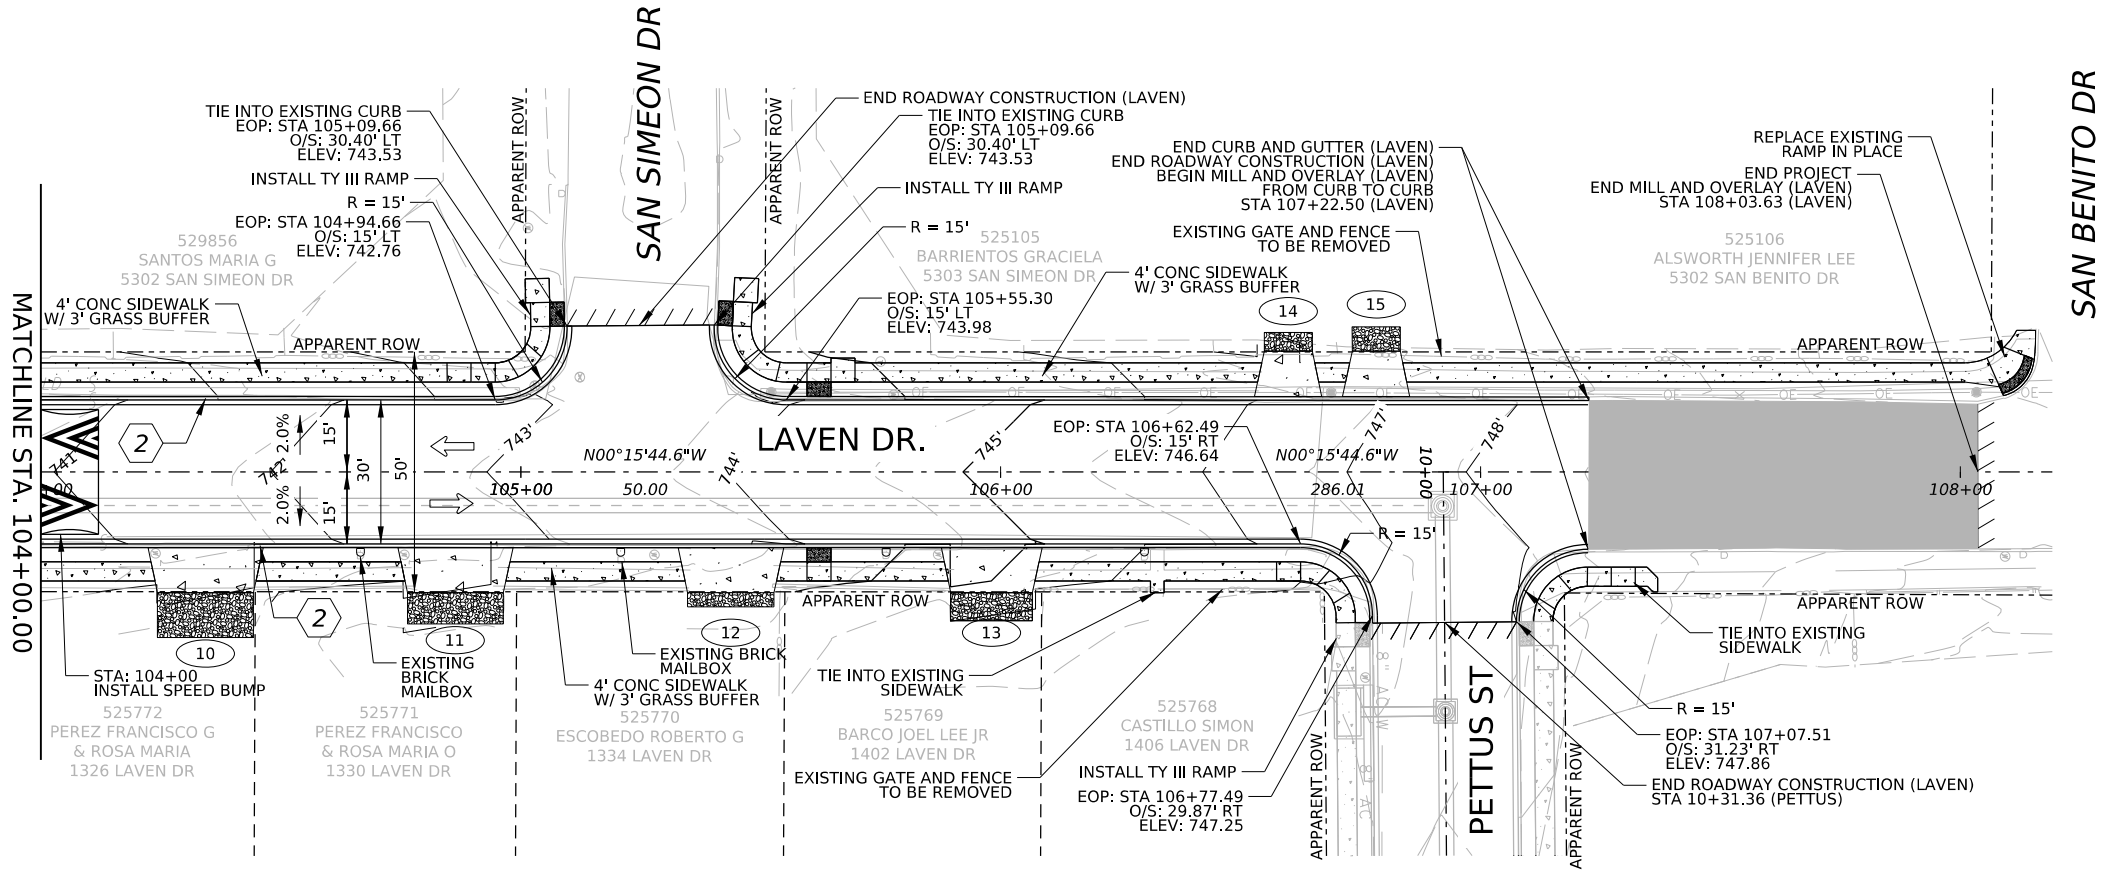 SAN SIMEON DR
SAN BENITO DR
TIE INTO EXISTING CURB
EOP: STA 105+09.66
O/S: 30.40' LT
ELEV: 743.53
INSTALL TY III RAMP
R = 15'
EOP: STA 104+94.66
O/S: 15' LT
ELEV: 742.76
529856
SANTOS MARIA G
5302 SAN SIMEON DR
4' CONC SIDEWALK
W/ 3' GRASS BUFFER
APPARENT ROW
APPARENT ROW
APPARENT ROW
END ROADWAY CONSTRUCTION (LAVEN)
TIE INTO EXISTING CURB
EOP: STA 105+09.66
O/S: 30.40' LT
ELEV: 743.53
INSTALL TY III RAMP
R = 15'
525105
BARRIENTOS GRACIELA
5303 SAN SIMEON DR
EOP: STA 105+55.30
O/S: 15' LT
ELEV: 743.98
4' CONC SIDEWALK
W/ 3' GRASS BUFFER
END CURB AND GUTTER (LAVEN)
END ROADWAY CONSTRUCTION (LAVEN)
BEGIN MILL AND OVERLAY (LAVEN)
FROM CURB TO CURB
STA 107+22.50 (LAVEN)
EXISTING GATE AND FENCE
TO BE REMOVED
14
15
REPLACE EXISTING
RAMP IN PLACE
END PROJECT
END MILL AND OVERLAY (LAVEN)
STA 108+03.63 (LAVEN)
525106
ALSWORTH JENNIFER LEE
5302 SAN BENITO DR
APPARENT ROW
OE OE OE OE OE OE
MATCHLINE STA. 104+00.00
2
741'
742'
2.0%
2.0%
15'
15'
30'
50'
743'
744'
745'
747'
748'
LAVEN DR.
N00°15'44.6"W
N00°15'44.6"W
105+00
50.00
106+00
286.01
10+00
107+00
108+00
EOP: STA 106+62.49
O/S: 15' RT
ELEV: 746.64
R = 15'
10
2
11
12
13
APPARENT ROW
APPARENT ROW
STA: 104+00
INSTALL SPEED BUMP
EXISTING
BRICK
MAILBOX
EXISTING BRICK
MAILBOX
4' CONC SIDEWALK
W/ 3' GRASS BUFFER
TIE INTO EXISTING
SIDEWALK
TIE INTO EXISTING
SIDEWALK
525772
PEREZ FRANCISCO G
& ROSA MARIA
1326 LAVEN DR
525771
PEREZ FRANCISCO
& ROSA MARIA O
1330 LAVEN DR
525770
ESCOBEDO ROBERTO G
1334 LAVEN DR
525769
BARCO JOEL LEE JR
1402 LAVEN DR
525768
CASTILLO SIMON
1406 LAVEN DR
EXISTING GATE AND FENCE
TO BE REMOVED
INSTALL TY III RAMP
EOP: STA 106+77.49
O/S: 29.87' RT
ELEV: 747.25
APPARENT ROW
PETTUS ST
APPARENT ROW
R = 15'
EOP: STA 107+07.51
O/S: 31.23' RT
ELEV: 747.86
END ROADWAY CONSTRUCTION (LAVEN)
STA 10+31.36 (PETTUS)